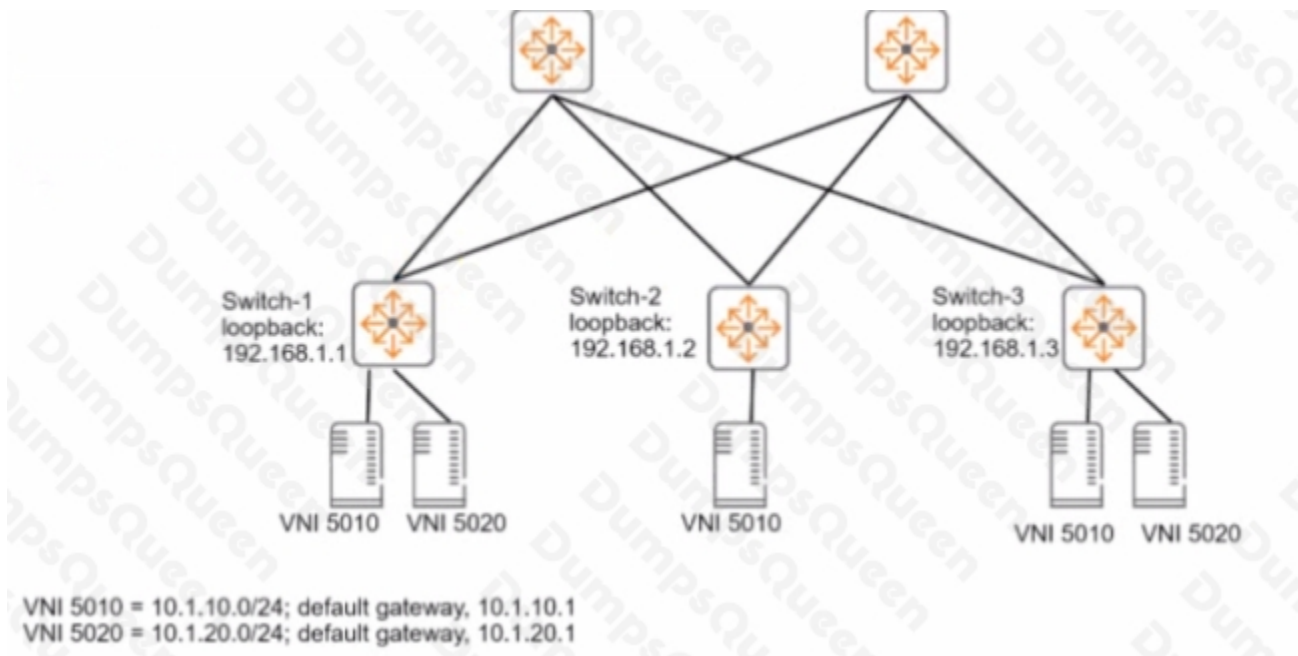 Switch-1
loopback:
192.168.1.1
Switch-2
loopback:
192.168.1.2
Switch-3
loopback:
192.168.1.3
VNI 5010
VNI 5020
VNI 5010
VNI 5010
VNI 5020
VNI 5010 = 10.1.10.0/24; default gateway, 10.1.10.1
VNI 5020 = 10.1.20.0/24; default gateway, 10.1.20.1
DumpsQueen